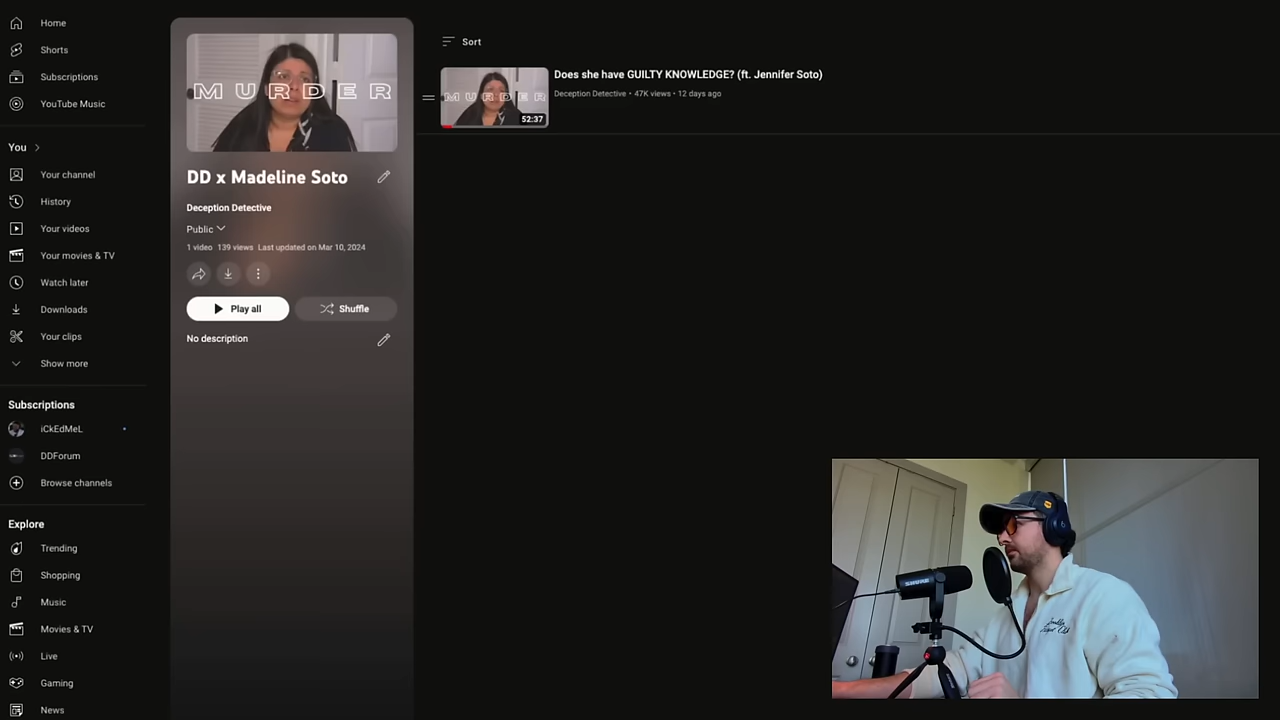 Home
Shorts
Subscriptions
YouTube Music
You
Your channel
History
Your videos
Your movies & TV
Watch later
Downloads
Your clips
Show more
Subscriptions
iCkEdMeL
DDForum
Browse channels
Explore
Trending
Shopping
Music
Movies & TV
Live
Gaming
News
MURDER
DD x Madeline Soto
Deception Detective
Public
1 video 139 views Last updated on Mar 10, 2024
Play all
Shuffle
No description
Sort
MURDER
52:37
Does she have GUILTY KNOWLEDGE? (ft. Jennifer Soto)
Deception Detective • 47K views • 12 days ago
SHURE